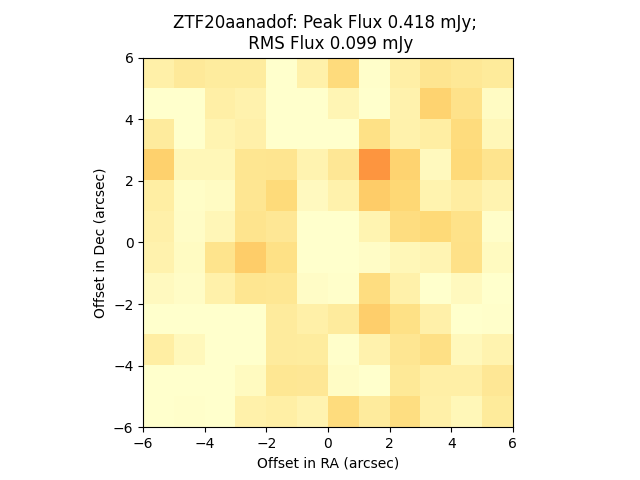 ZTF20aanadof: Peak Flux 0.418 mJy;
RMS Flux 0.099 mJy
6
4
2
0
−2
−4
−6
Offset in Dec (arcsec)
−6 −4 −2 0 2 4 6
Offset in RA (arcsec)